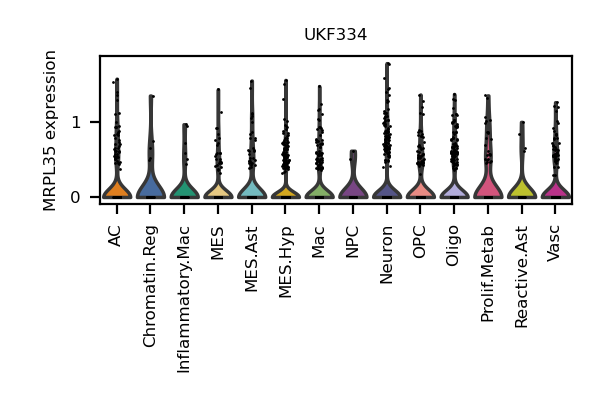 UKF334
MRPL35 expression
1
0
AC
Chromatin.Reg
Inflammatory.Mac
MES
MES.Ast
MES.Hyp
Mac
NPC
Neuron
OPC
Oligo
Prolif.Metab
Reactive.Ast
Vasc